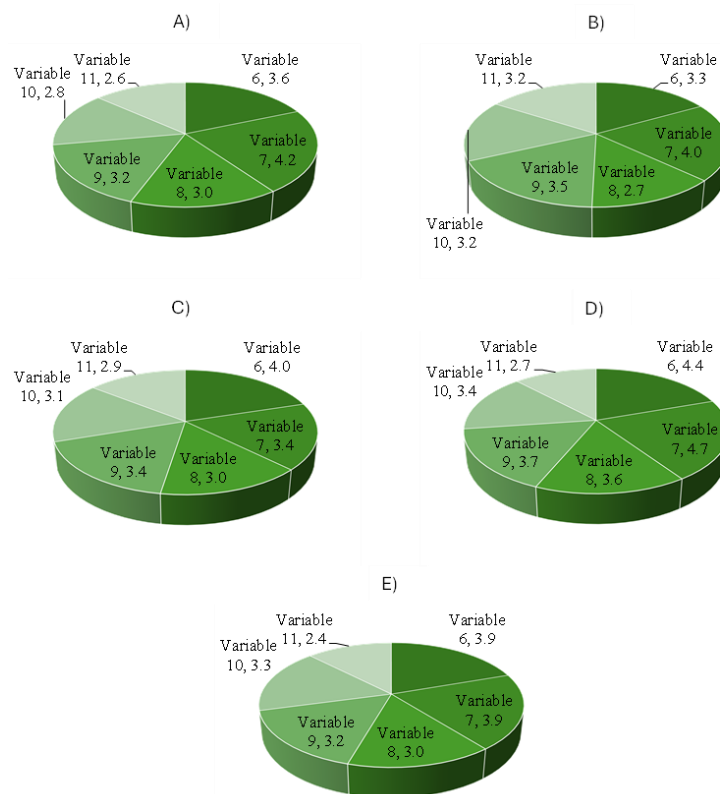 A)
Variable
11, 2.6
Variable
6, 3.6
Variable
10, 2.8
Variable
7, 4.2
Variable
9, 3.2
Variable
8, 3.0
B)
Variable
11, 3.2
Variable
6, 3.3
Variable
7, 4.0
Variable
9, 3.5
Variable
8, 2.7
Variable
10, 3.2
C)
Variable
11, 2.9
Variable
6, 4.0
Variable
10, 3.1
Variable
7, 3.4
Variable
9, 3.4
Variable
8, 3.0
D)
Variable
11, 2.7
Variable
6, 4.4
Variable
10, 3.4
Variable
7, 4.7
Variable
9, 3.7
Variable
8, 3.6
E)
Variable
11, 2.4
Variable
6, 3.9
Variable
10, 3.3
Variable
7, 3.9
Variable
9, 3.2
Variable
8, 3.0